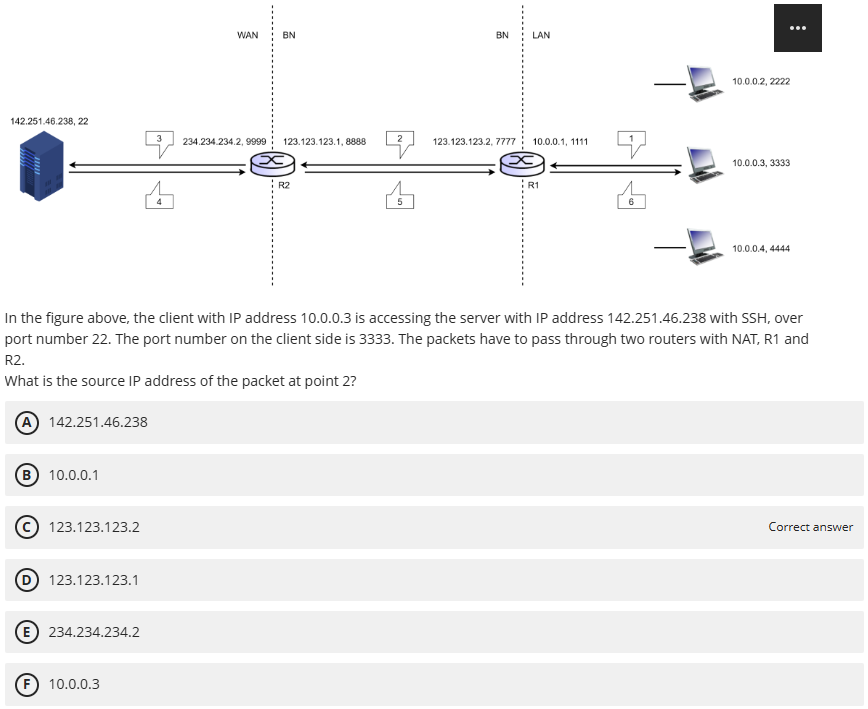 WAN BN BN LAN
10.0.0.2, 2222
142.251.46.238, 22
3 234.234.234.2, 9999 123.123.123.1, 8888 2 123.123.123.2, 7777 10.0.0.1, 1111 1
10.0.0.3, 3333
R2 R1
4 5 6
10.0.0.4, 4444
In the figure above, the client with IP address 10.0.0.3 is accessing the server with IP address 142.251.46.238 with SSH, over
port number 22. The port number on the client side is 3333. The packets have to pass through two routers with NAT, R1 and
R2.
What is the source IP address of the packet at point 2?
A 142.251.46.238
B 10.0.0.1
C 123.123.123.2 Correct answer
D 123.123.123.1
E 234.234.234.2
F 10.0.0.3